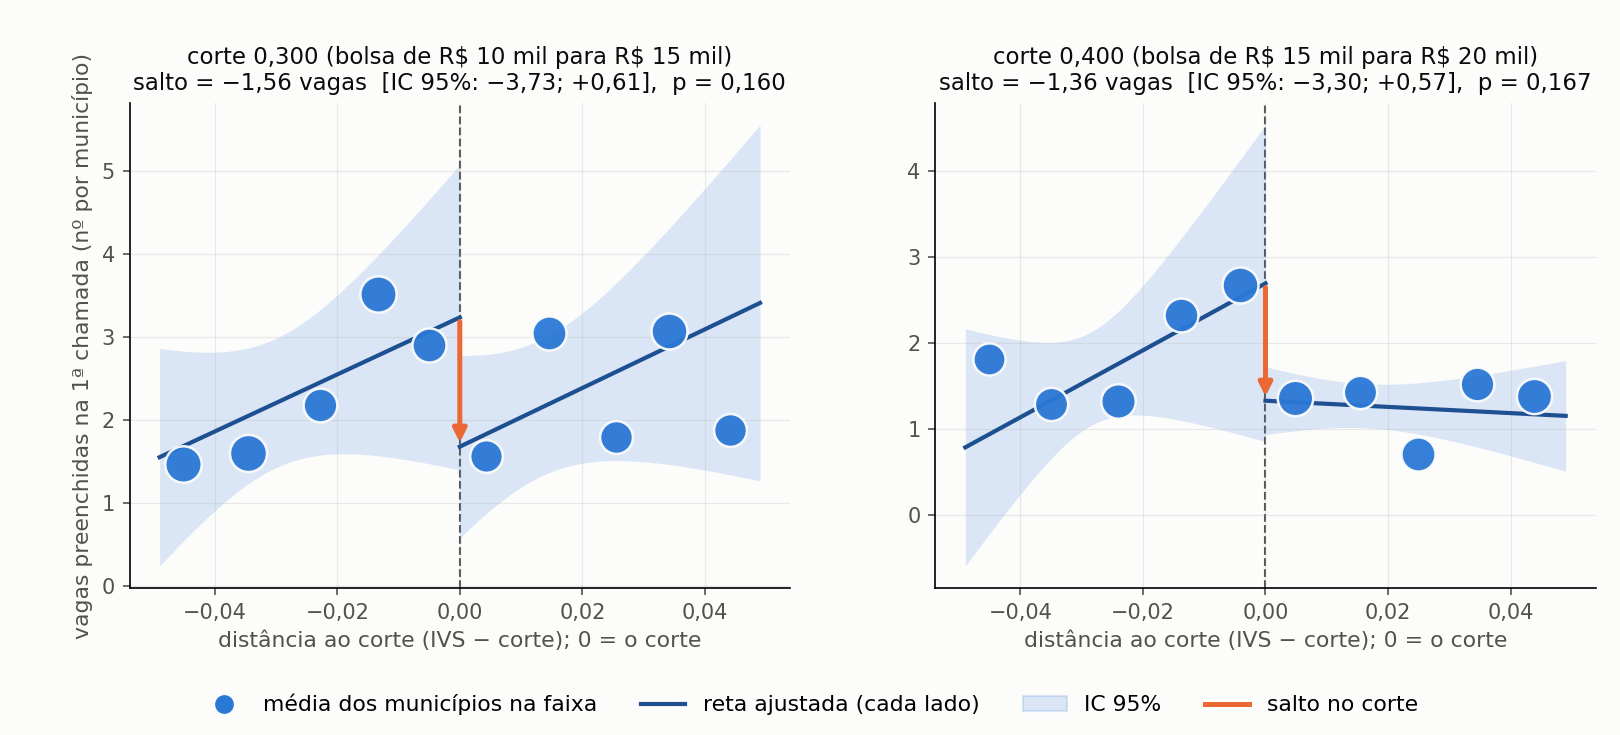 corte 0,300 (bolsa de R$ 10 mil para R$ 15 mil)
salto = −1,56 vagas [IC 95%: −3,73; +0,61], p = 0,160
vagas preenchidas na 1ª chamada (nº por município)
5
4
3
2
1
0
−0,04
−0,02
0,00
0,02
0,04
distância ao corte (IVS − corte); 0 = o corte
corte 0,400 (bolsa de R$ 15 mil para R$ 20 mil)
salto = −1,36 vagas [IC 95%: −3,30; +0,57], p = 0,167
4
3
2
1
0
−0,04
−0,02
0,00
0,02
0,04
distância ao corte (IVS − corte); 0 = o corte
média dos municípios na faixa
reta ajustada (cada lado)
IC 95%
salto no corte